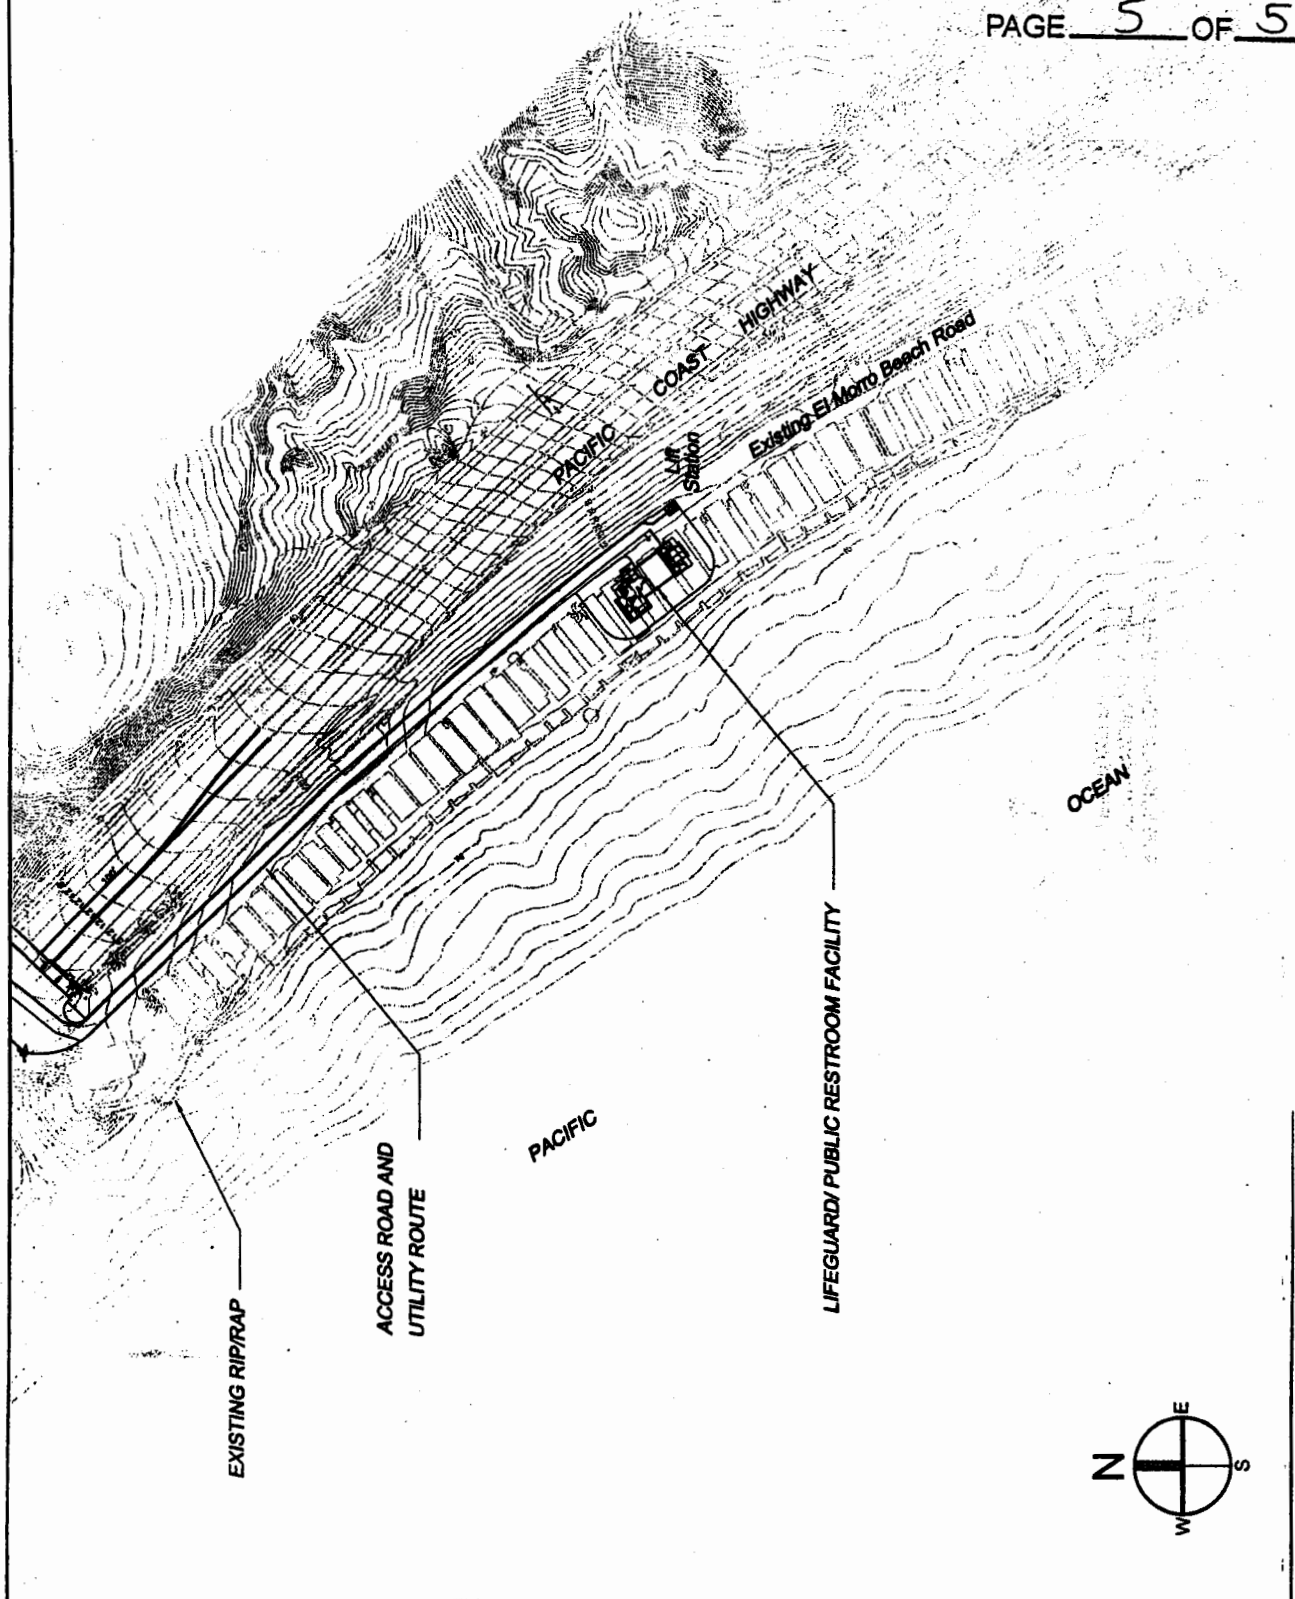 PAGE 5 OF 5
PACIFIC COAST HIGHWAY
Existing El Morro Beach Road
Lift
Station
100'
PACIFIC OCEAN
EXISTING RIP/RAP
ACCESS ROAD AND
UTILITY ROUTE
LIFEGUARD/ PUBLIC RESTROOM FACILITY
N
E
S
W